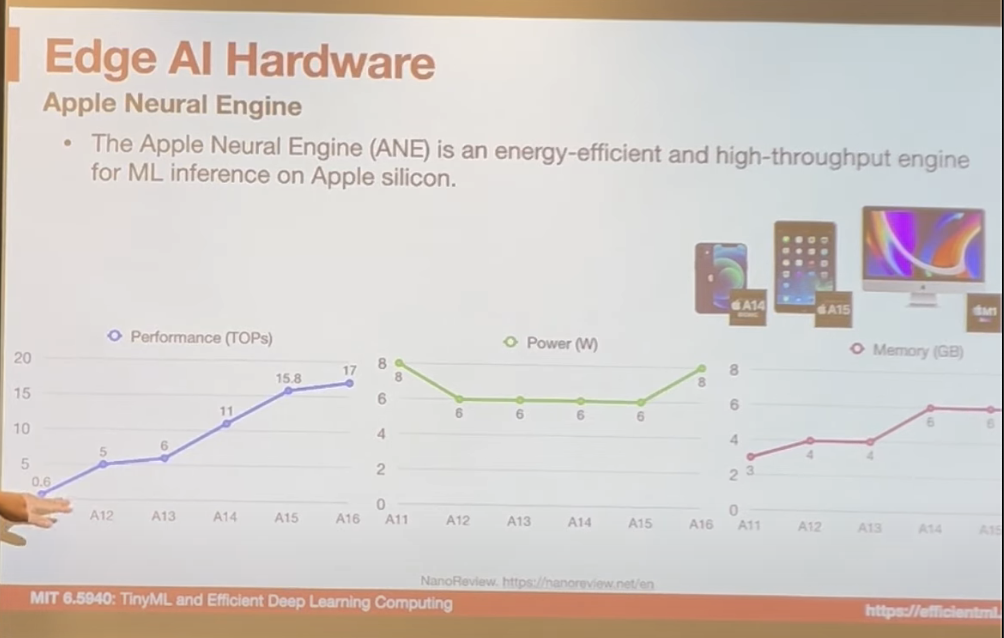 Edge AI Hardware
Apple Neural Engine
• The Apple Neural Engine (ANE) is an energy-efficient and high-throughput engine
for ML inference on Apple silicon.
A14
A15
M1
Performance (TOPs)
20
15
10
5
0.6
5
6
11
15.8
17
A12
A13
A14
A15
A16
Power (W)
8
6
4
2
0
8
6
6
6
6
8
A11
A12
A13
A14
A15
A16
Memory (GB)
8
6
4
2
0
3
4
4
6
6
A11
A12
A13
A14
A15
NanoReview. https://nanoreview.net/en
MIT 6.5940: TinyML and Efficient Deep Learning Computing
https://efficientml.